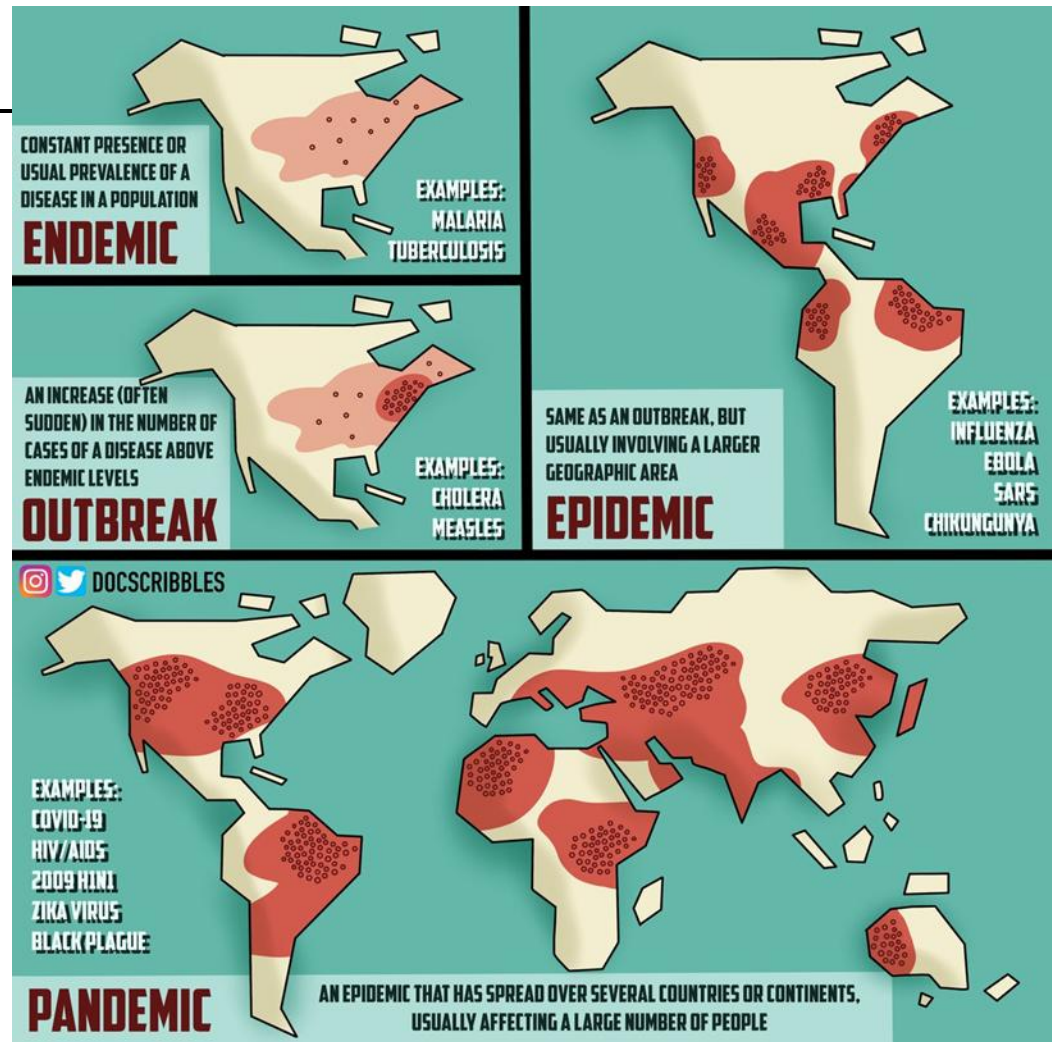 CONSTANT PRESENCE OR
USUAL PREVALENCE OF A
DISEASE IN A POPULATION
ENDEMIC
EXAMPLES:
MALARIA
TUBERCULOSIS
AN INCREASE (OFTEN
SUDDEN) IN THE NUMBER OF
CASES OF A DISEASE ABOVE
ENDEMIC LEVELS
OUTBREAK
EXAMPLES:
CHOLERA
MEASLES
SAME AS AN OUTBREAK, BUT
USUALLY INVOLVING A LARGER
GEOGRAPHIC AREA
EPIDEMIC
EXAMPLES:
INFLUENZA
EBOLA
SARS
CHIKUNGUNYA
DOCSCRIBBLES
EXAMPLES:
COVID-19
HIV/AIDS
2009 H1N1
ZIKA VIRUS
BLACK PLAGUE
PANDEMIC
AN EPIDEMIC THAT HAS SPREAD OVER SEVERAL COUNTRIES OR CONTINENTS,
USUALLY AFFECTING A LARGE NUMBER OF PEOPLE